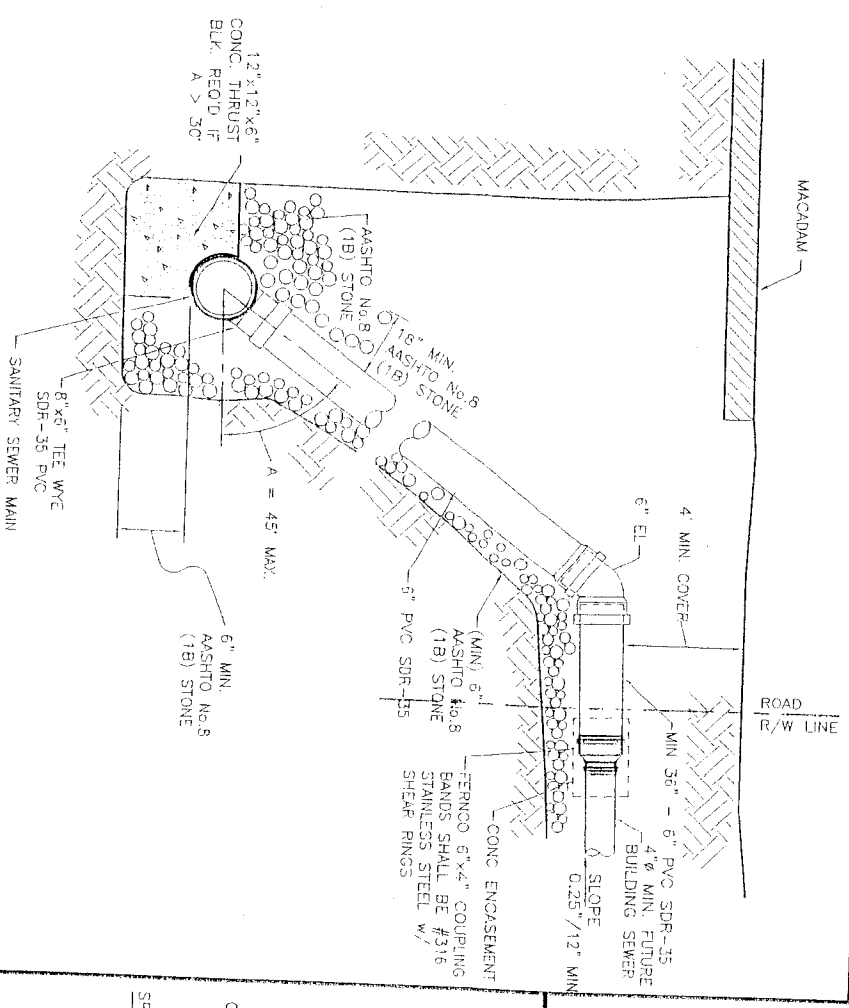 MACADAM
ROAD
R/W LINE
4' MIN. COVER
6" EL
MIN 36" - 6" PVC SDR-35
4"ø MIN. FUTURE
BUILDING SEWER
SLOPE
0.25"/12" MIN
CONC ENCASEMENT
FERNCO 6"x4" COUPLING
BANDS SHALL BE #316
STAINLESS STEEL W/
SHEAR RINGS
(MIN) 6"
AASHTO No.8
(1B) STONE
6" PVC SDR-35
18" MIN.
AASHTO No.8
(1B) STONE
AASHTO No.8
(1B) STONE
A = 45° MAX.
12"x12"x6"
CONC. THRUST
BLK. REQ'D IF
A > 30°
6" MIN.
AASHTO No.8
(1B) STONE
8"x6" TEE WYE
SDR-35 PVC
SANITARY SEWER MAIN